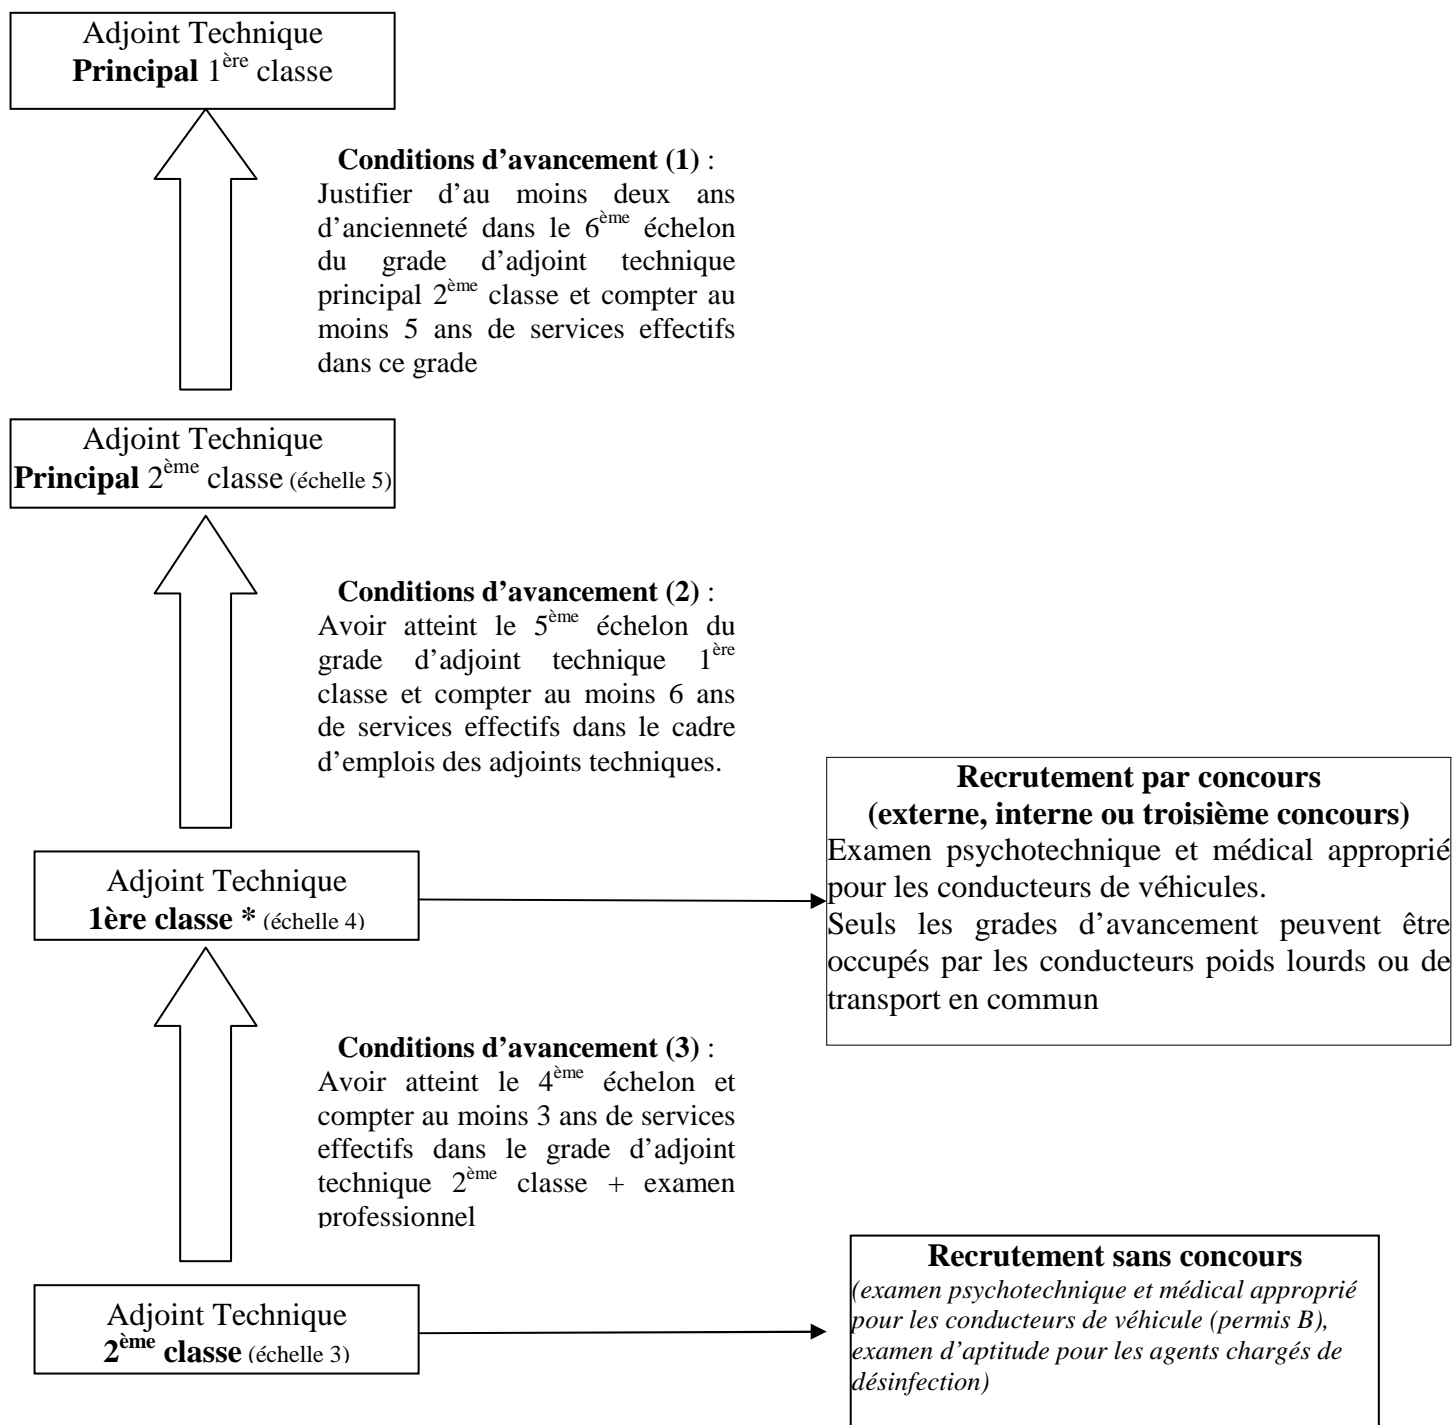 Adjoint Technique
Principal 1ère classe
Conditions d’avancement (1) :
Justifier d’au moins deux ans
d’ancienneté dans le 6ème échelon
du grade d’adjoint technique
principal 2ème classe et compter au
moins 5 ans de services effectifs
dans ce grade
Adjoint Technique
Principal 2ème classe (échelle 5)
Conditions d’avancement (2) :
Avoir atteint le 5ème échelon du
grade d’adjoint technique 1ère
classe et compter au moins 6 ans
de services effectifs dans le cadre
d’emplois des adjoints techniques.
Recrutement par concours
(externe, interne ou troisième concours)
Examen psychotechnique et médical approprié
pour les conducteurs de véhicules.
Seuls les grades d’avancement peuvent être
occupés par les conducteurs poids lourds ou de
transport en commun
Adjoint Technique
1ère classe * (échelle 4)
Conditions d’avancement (3) :
Avoir atteint le 4ème échelon et
compter au moins 3 ans de services
effectifs dans le grade d’adjoint
technique 2ème classe + examen
professionnel
Adjoint Technique
2ème classe (échelle 3)
Recrutement sans concours
(examen psychotechnique et médical approprié
pour les conducteurs de véhicule (permis B),
examen d’aptitude pour les agents chargés de
désinfection)